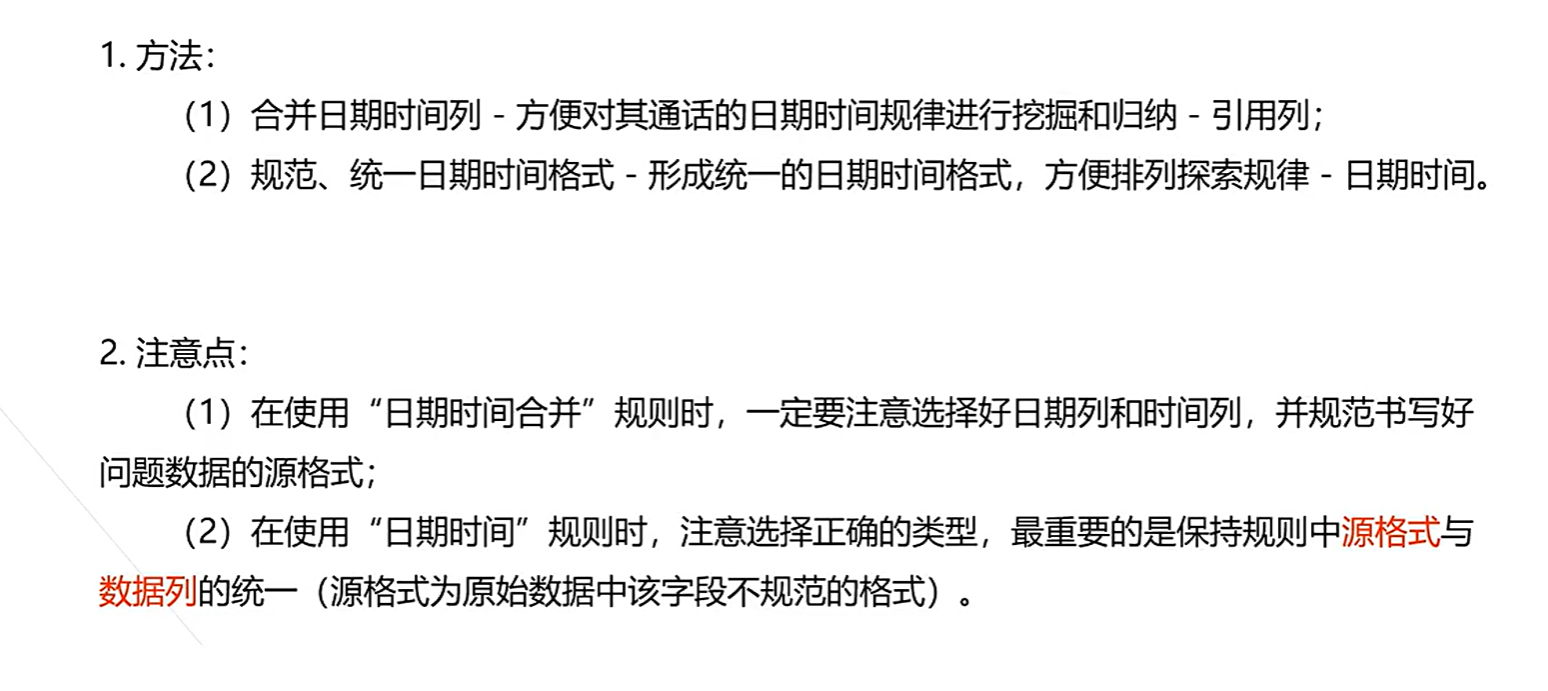 1. 方法：
（1）合并日期时间列 - 方便对其通话的日期时间规律进行挖掘和归纳 - 引用列；
（2）规范、统一日期时间格式 - 形成统一的日期时间格式，方便排列探索规律 - 日期时间。
2. 注意点：
（1）在使用“日期时间合并”规则时，一定要注意选择好日期列和时间列，并规范书写好
问题数据的源格式；
（2）在使用“日期时间”规则时，注意选择正确的类型，最重要的是保持规则中源格式与
数据列的统一（源格式为原始数据中该字段不规范的格式）。